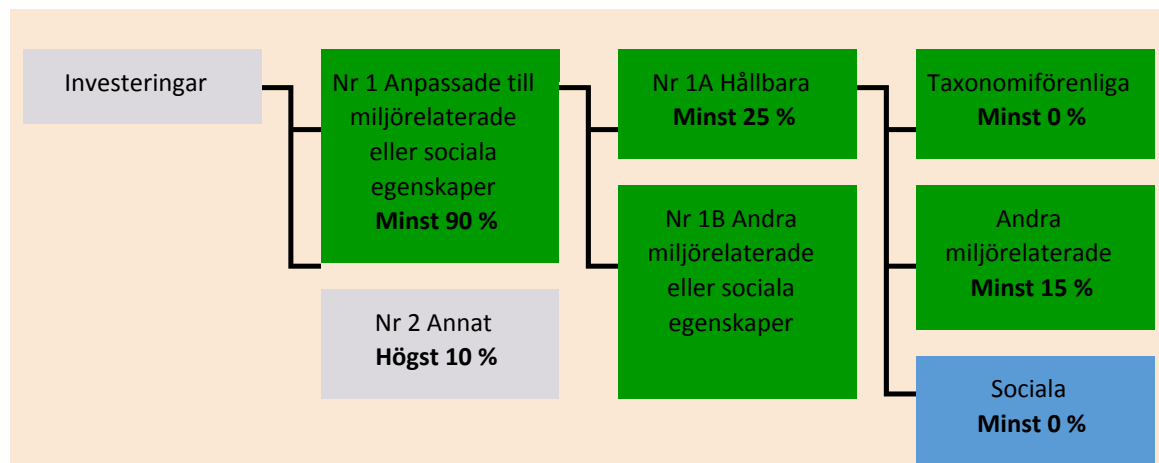 Investeringar
Nr 1 Anpassade till
miljörelaterade
eller sociala
egenskaper
Minst 90 %
Nr 2 Annat
Högst 10 %
Nr 1A Hållbara
Minst 25 %
Nr 1B Andra
miljörelaterade
eller sociala
egenskaper
Taxonomiförenliga
Minst 0 %
Andra
miljörelaterade
Minst 15 %
Sociala
Minst 0 %